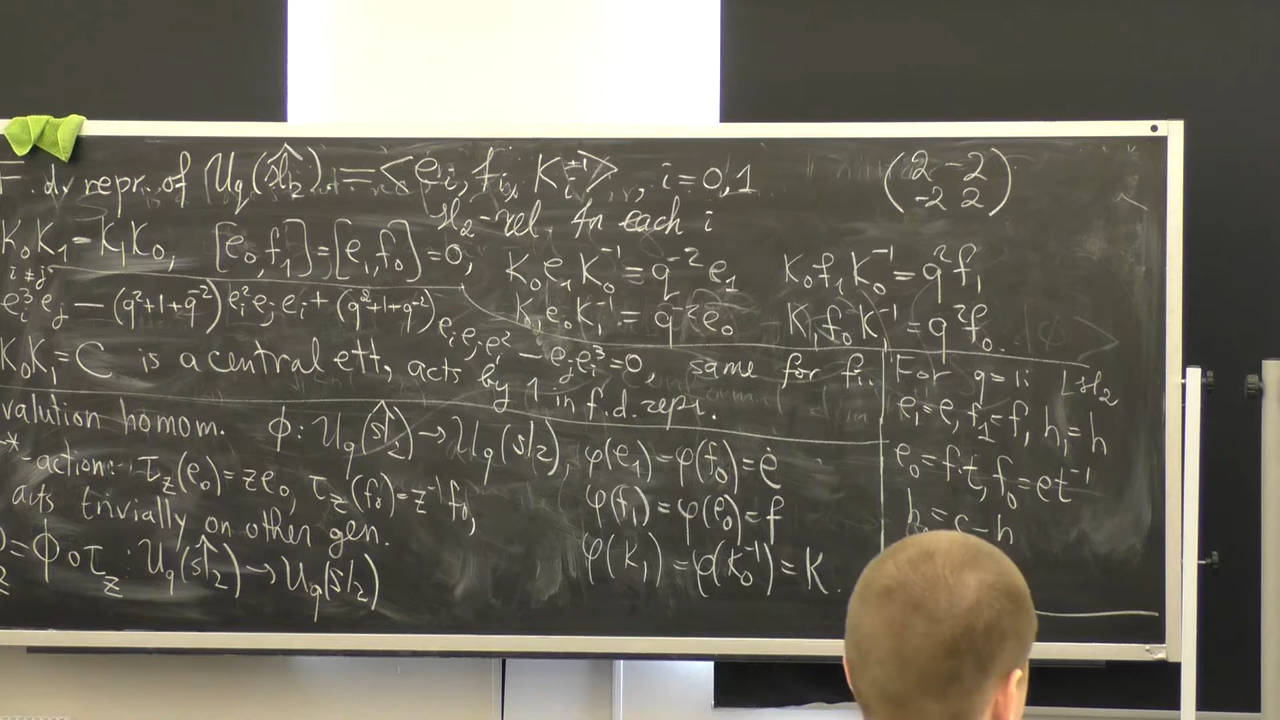 F. d. repr. of U_q(ŝl_2) = <e_i, f_i, K_i^{±1}>, i = 0,1
(2 -2
-2 2)
sl_2-rel. for each i
K_0K_1 = K_1K_0, [e_0,f_1] = [e_1,f_0] = 0,
K_0e_1K_0^{-1} = q^{-2}e_1 K_0f_1K_0^{-1} = q^2f_1
i ≠ j
K_1e_0K_1^{-1} = q^{-2}e_0 K_1f_0K^{-1} = q^2f_0.
e_i^3e_j - (q^2+1+q^{-2})e_i^2e_je_i + (q^2+1+q^{-2})e_ie_je_i^2 - e_je_i^3 = 0, same for f_i.
K_0K_1 = C is a central elt, acts by 1 in f.d. repr.
valution homom. ϕ: U_q(ŝl_2) → U_q(sl_2), φ(e_1) = φ(f_0) = e
φ(f_1) = φ(e_0) = f
φ(K_1) = φ(K_0^{-1}) = K.
*-action: τ_z(e_0) = ze_0, τ_z(f_0) = z^{-1}f_0,
acts trivially on other gen.
= ϕ∘τ_z: U_q(ŝl_2) → U_q(sl_2)
For q=1: Lsl_2
e_1 = e, f_1 = f, h_1 = h
e_0 = f·t, f_0 = et^{-1}
h_0 = c-h